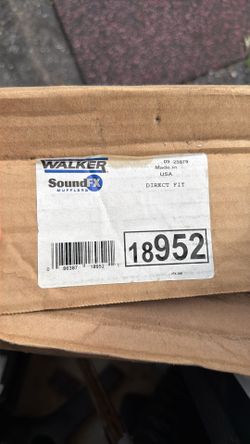 WALKER
SoundFX
MUFFLERS
Made in
USA
DIRECT FIT
18952